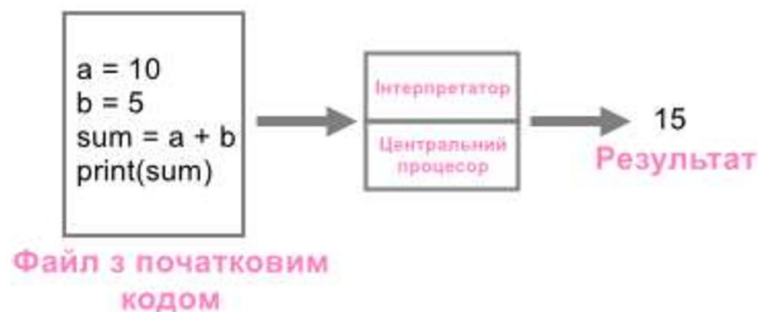 a = 10
b = 5
sum = a + b
print(sum)
Файл з початковим
кодом
Інтерпретатор
Центральний
процесор
15
Результат